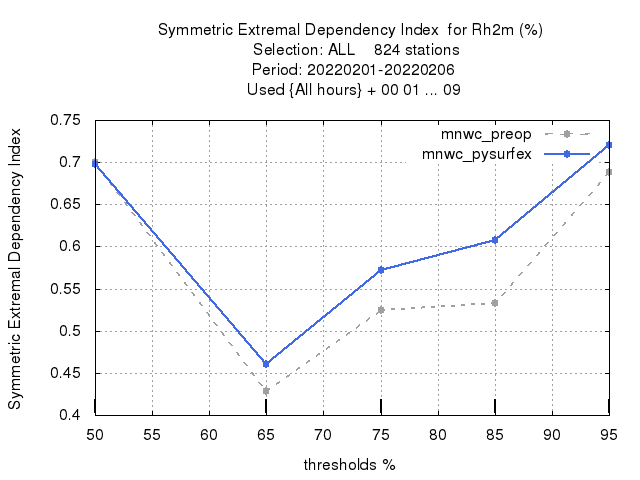 Symmetric Extremal Dependency Index  for Rh2m (%)
Selection: ALL    824 stations
Period: 20220201-20220206
Used {All hours} + 00 01 ... 09
Symmetric Extremal Dependency Index
0.75
0.7
0.65
0.6
0.55
0.5
0.45
0.4
mnwc_preop
mnwc_pysurfex
50 55 60 65 70 75 80 85 90 95
thresholds %